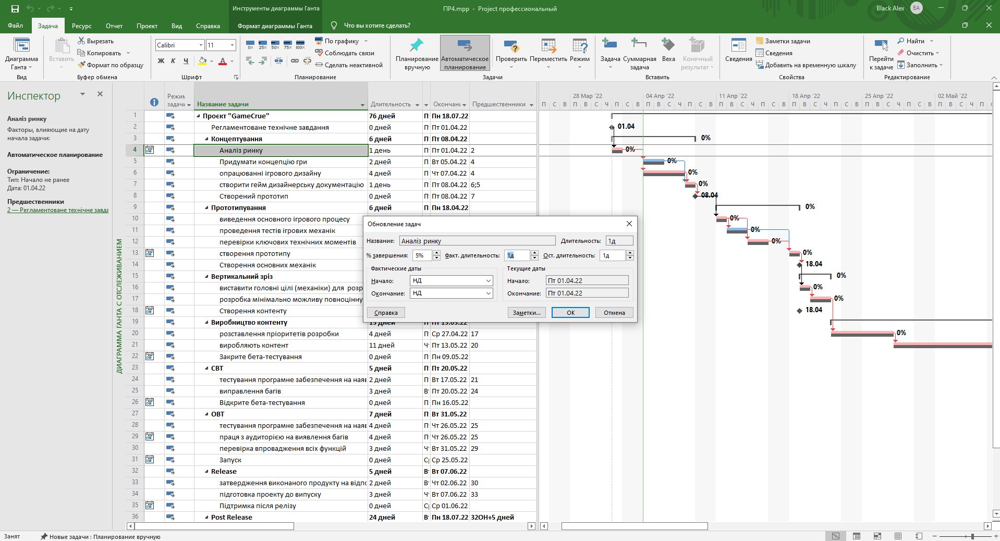 Инструменты диаграммы Ганта
ПР4.mpp - Project профессиональный
Black Alex
BA
Файл
Задача
Ресурс
Отчет
Проект
Вид
Справка
Формат диаграммы Ганта
Что вы хотите сделать?
Диаграмма Ганта
Вид
Вставить
Вырезать
Копировать
Формат по образцу
Буфер обмена
Calibri
11
Ж К Ч
Шрифт
0% 25% 50% 75% 100%
По графику
Соблюдать связи
Сделать неактивной
Планирование
Планирование вручную
Автоматическое планирование
Проверить
Переместить
Режим
Задачи
Задача
Суммарная задача
Веха
Конечный результат
Вставить
Сведения
Заметки задачи
Сведения
Добавить на временную шкалу
Свойства
Перейти к задаче
Найти
Очистить
Заполнить
Редактирование
Инспектор
Аналіз ринку
Факторы, влияющие на дату
начала задачи:
Автоматическое планирование
Ограничение:
Тип: Начало не ранее
Дата: 01.04.22
Предшественники
2 — Регламентоване технічне завда
ДИАГРАММА ГАНТА С ОТСЛЕЖИВАНИЕМ
Режим задачи
Название задачи
Длительность
Окончани
Предшественники
28 Мар '22
04 Апр '22
11 Апр '22
18 Апр '22
25 Апр '22
02 Май '22
П С В Ч П С В П В П С Ч В П В П С Ч В П В П С Ч В П В П С Ч В П В П С Ч П
1 Проєкт "GameCrue" 76 дней П Пн 18.07.22
2 Регламентоване технічне завдання 0 дней П Пт 01.04.22
01.04
3 Концептування 6 дней П Пт 08.04.22
0%
4 Аналіз ринку 1 день П Пт 01.04.22 2
0%
5 Придумати концепцію гри 2 дней П Вт 05.04.22 4
0%
6 опрацюванні ігрового дизайну 4 дней П Чт 07.04.22 4
0%
7 створити гейм дизайнерську документацію 1 день П Пт 08.04.22 6;5
0%
8 Створений прототип 0 дней П Пт 08.04.22 7
08.04
9 Прототипування 6 дней П Пн 18.04.22
0%
10 виведення основного ігрового процесу
0%
11 проведення тестів ігрових механік
0%
12 перевірки ключових технічних моментів
0%
13 створення прототипу
0%
14 Створення основних механік
18.04
15 Вертикальний зріз
0%
16 виставити головні цілі (механіки) для розр
0%
17 розробка мінімально можливу повноцінну
0%
18 Створення контенту
18.04
Обновление задач
Название: Аналіз ринку Длительность: 1д
% завершения: 5% Факт. длительность: 1д Ост. длительность: 1д
Фактические даты
Начало: НД
Окончание: НД
Текущие даты
Начало: Пт 01.04.22
Окончание: Пт 01.04.22
Справка
Заметки...
ОК
Отмена
19 Виробництво контенту 15 дней П Пт 13.05.22
20 розставлення пріоритетів розробки 4 дней П Ср 27.04.22 17
0%
21 виробляють контент 11 дней Ч Пт 13.05.22 20
22 Закрите бета-тестування 0 дней П Пн 09.05.22
23 CBT 5 дней П Пт 20.05.22
24 тестування програмне забезпечення на наяв 2 дней П Вт 17.05.22 21
25 виправлення багів 3 дней В Пт 20.05.22 24
26 Відкрите бета-тестування 0 дней П Пн 16.05.22
27 OBT 7 дней П Вт 31.05.22
28 тестування програмне забезпечення на наяв 4 дней П Чт 26.05.22 25
29 праця з аудиторією на виявлення багів 4 дней П Чт 26.05.22 25
30 перевірка впровадження всіх функцій 3 дней Ч Вт 31.05.22 29
31 Запуск 0 дней С Ср 25.05.22
32 Release 5 дней В Вт 07.06.22
33 затвердження виконаного продукту на відпо 2 дней В Чт 02.06.22 30
34 підготовка проекту до випуску 3 дней Ч Вт 07.06.22 33
35 Підтримка після релізу 0 дней С Ср 01.06.22
36 Post Release 24 дней В Пн 18.07.22 32ОН+5 дней
Занят
Новые задачи : Планирование вручную